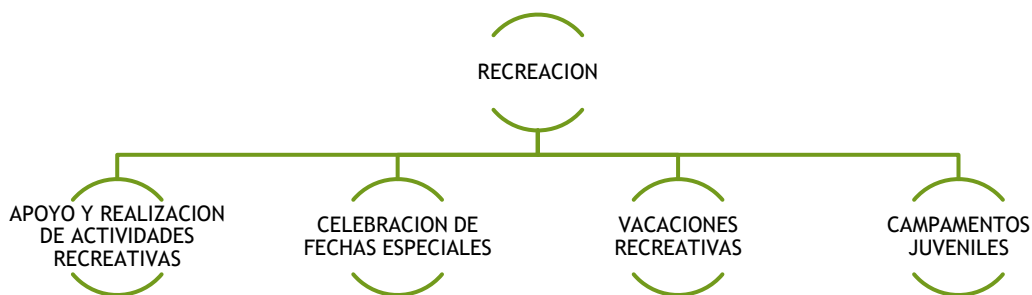 RECREACION
APOYO Y REALIZACION
DE ACTIVIDADES
RECREATIVAS
CELEBRACION DE
FECHAS ESPECIALES
VACACIONES
RECREATIVAS
CAMPAMENTOS
JUVENILES